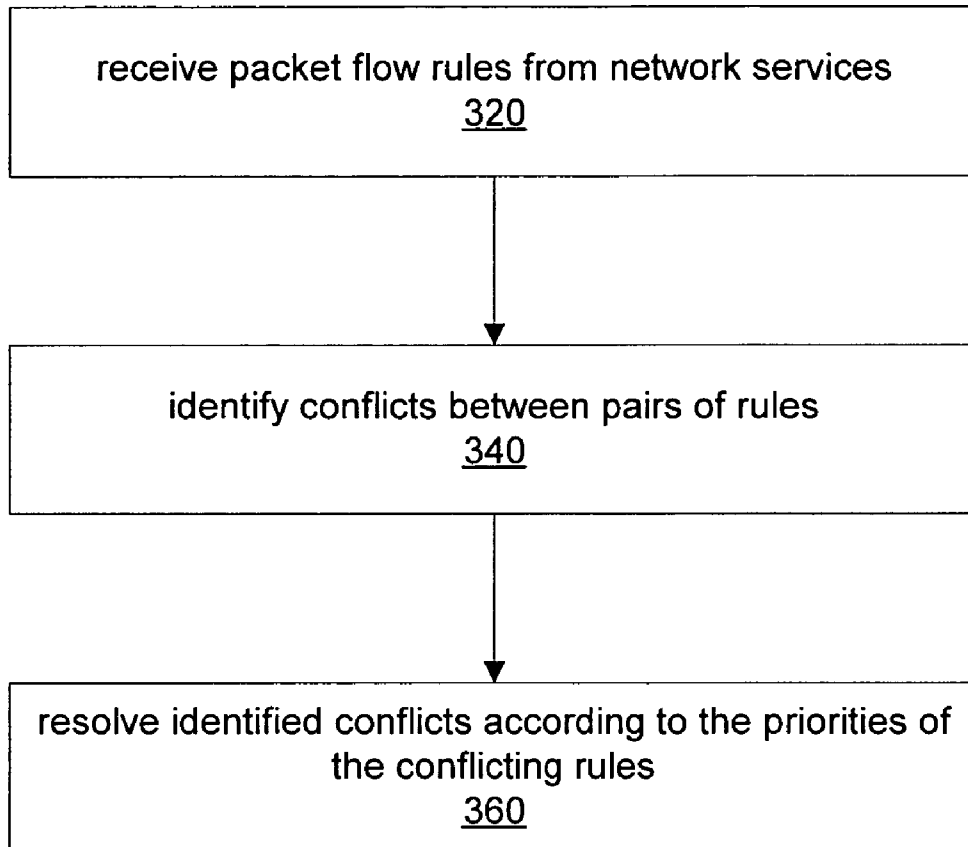 receive packet flow rules from network services
320
identify conflicts between pairs of rules
340
resolve identified conflicts according to the priorities of
the conflicting rules
360